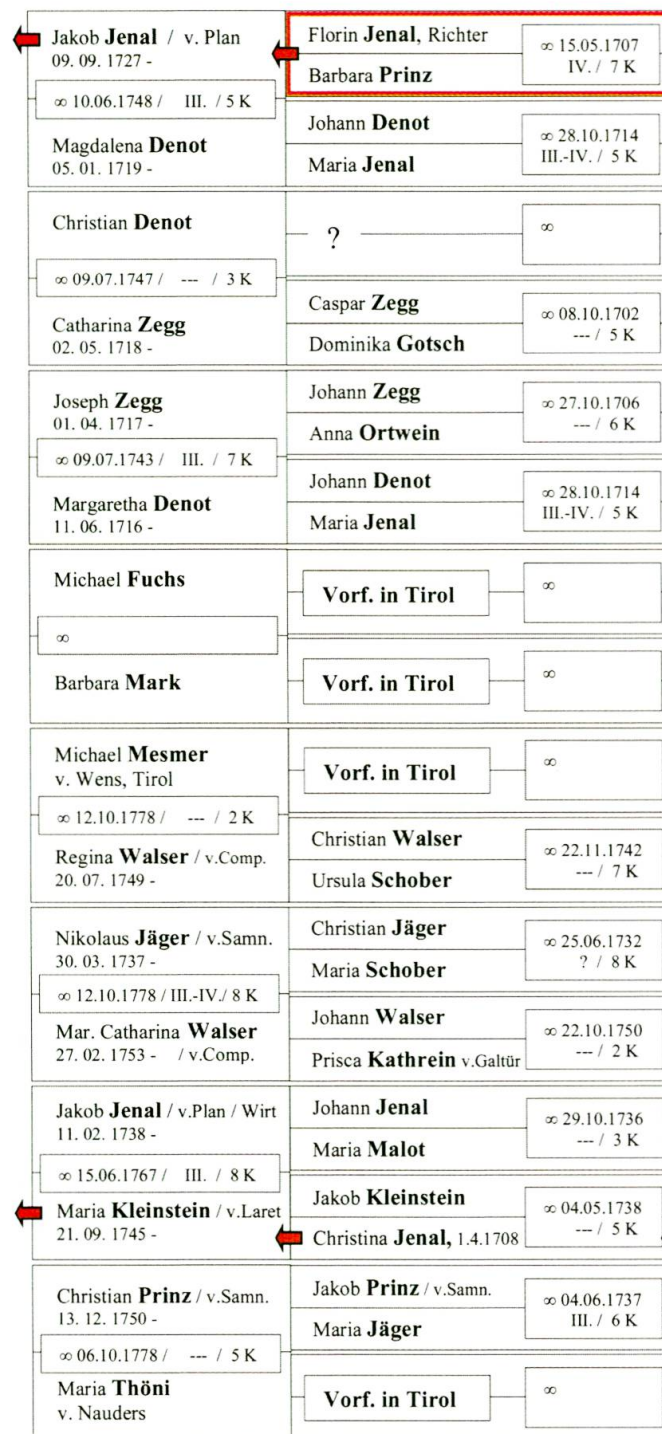 Jakob Jenal / v. Plan
09. 09. 1727 -
∞ 10.06.1748 / III. / 5 K
Magdalena Denot
05. 01. 1719 -
Florin Jenal, Richter
Barbara Prinz
∞ 15.05.1707
IV. / 7 K
Johann Denot
Maria Jenal
∞ 28.10.1714
III.-IV. / 5 K
Christian Denot
∞ 09.07.1747 / --- / 3 K
Catharina Zegg
02. 05. 1718 -
?
∞
Caspar Zegg
Dominika Gotsch
∞ 08.10.1702
--- / 5 K
Joseph Zegg
01. 04. 1717 -
∞ 09.07.1743 / III. / 7 K
Margaretha Denot
11. 06. 1716 -
Johann Zegg
Anna Ortwein
∞ 27.10.1706
--- / 6 K
Johann Denot
Maria Jenal
∞ 28.10.1714
III.-IV. / 5 K
Michael Fuchs
∞
Barbara Mark
Vorf. in Tirol
∞
Vorf. in Tirol
∞
Michael Mesmer
v. Wens, Tirol
∞ 12.10.1778 / --- / 2 K
Regina Walser / v.Comp.
20. 07. 1749 -
Vorf. in Tirol
∞
Christian Walser
Ursula Schober
∞ 22.11.1742
--- / 7 K
Nikolaus Jäger / v.Samn.
30. 03. 1737 -
∞ 12.10.1778 / III.-IV./ 8 K
Mar. Catharina Walser
27. 02. 1753 - / v.Comp.
Christian Jäger
Maria Schober
∞ 25.06.1732
? / 8 K
Johann Walser
Prisca Kathrein v.Galtür
∞ 22.10.1750
--- / 2 K
Jakob Jenal / v.Plan / Wirt
11. 02. 1738 -
∞ 15.06.1767 / III. / 8 K
Maria Kleinstein / v.Laret
21. 09. 1745 -
Johann Jenal
Maria Malot
∞ 29.10.1736
--- / 3 K
Jakob Kleinstein
Christina Jenal, 1.4.1708
∞ 04.05.1738
--- / 5 K
Christian Prinz / v.Samn.
13. 12. 1750 -
∞ 06.10.1778 / --- / 5 K
Maria Thöni
v. Nauders
Jakob Prinz / v.Samn.
Maria Jäger
∞ 04.06.1737
III. / 6 K
Vorf. in Tirol
∞